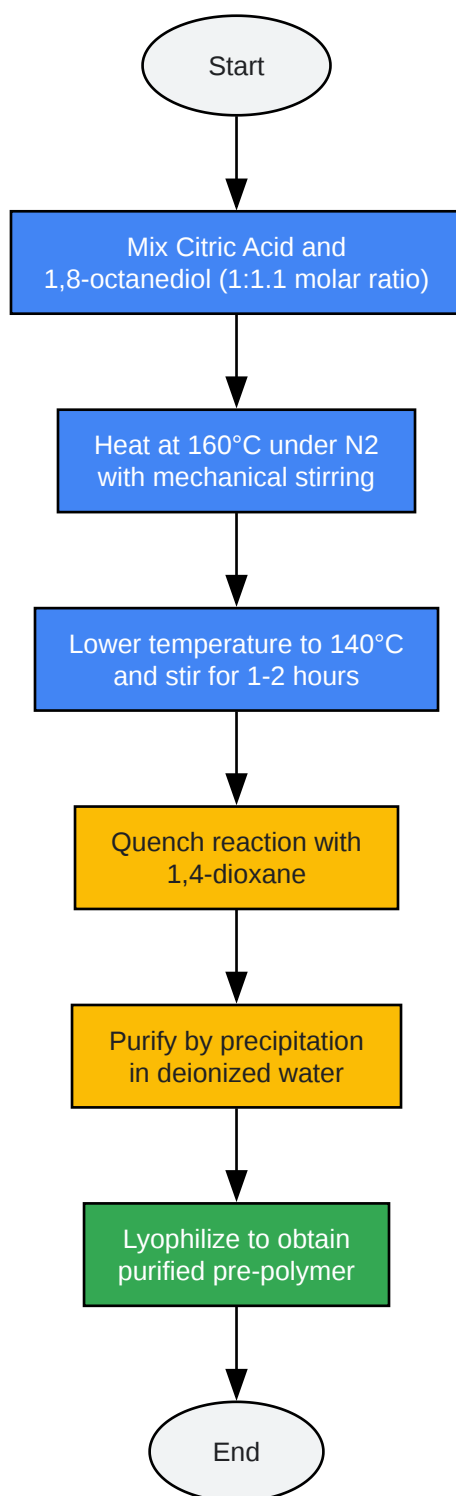 Start
Mix Citric Acid and
1,8-octanediol (1:1.1 molar ratio)
Heat at 160°C under N2
with mechanical stirring
Lower temperature to 140°C
and stir for 1-2 hours
Quench reaction with
1,4-dioxane
Purify by precipitation
in deionized water
Lyophilize to obtain
purified pre-polymer
End